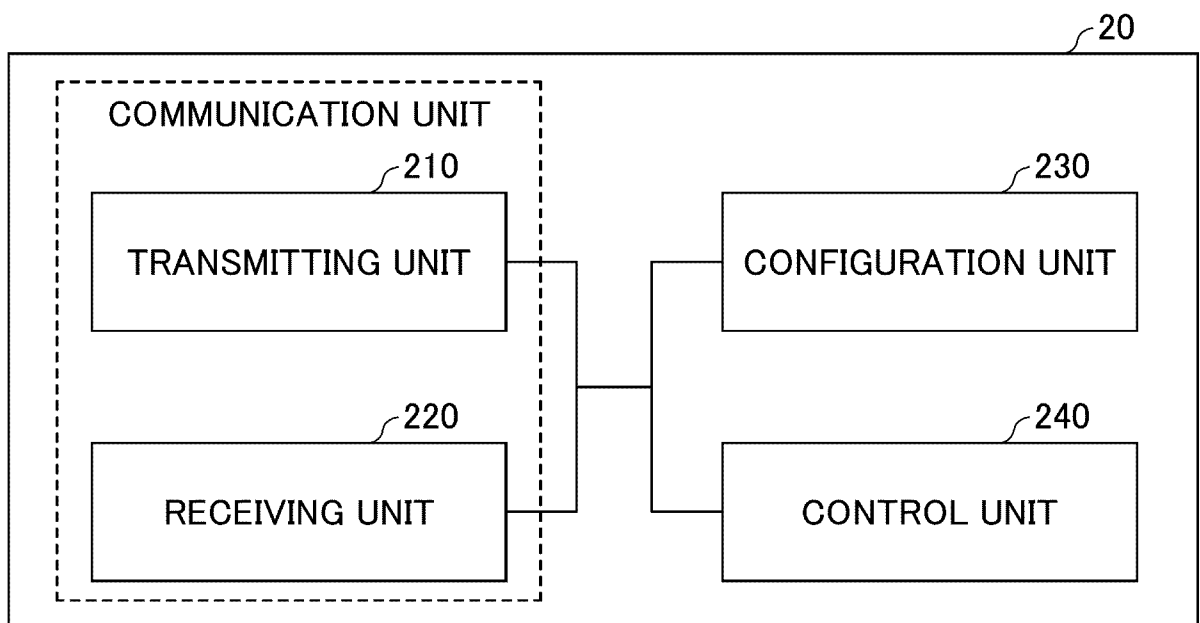 20
COMMUNICATION UNIT
210
TRANSMITTING UNIT
230
CONFIGURATION UNIT
220
RECEIVING UNIT
240
CONTROL UNIT